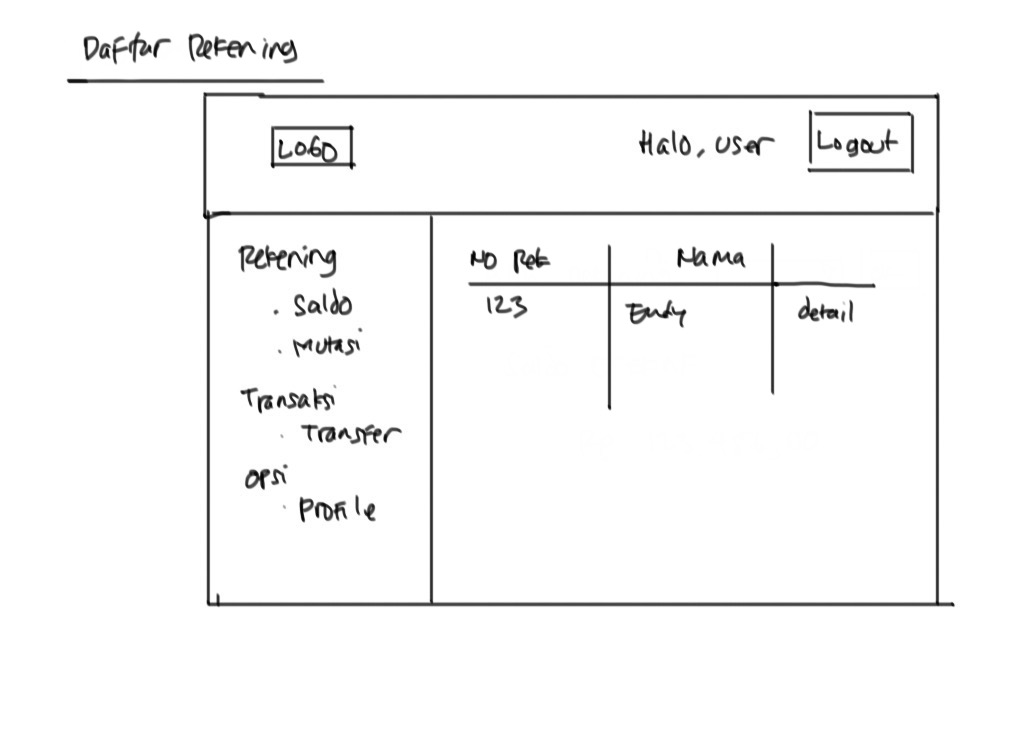 Daftar Rekening
LOGO
Halo, User
Logout
Rekening
. Saldo
. Mutasi
Transaksi
. Transfer
Opsi
. Profile
No Rek Nama
123 Endy detail